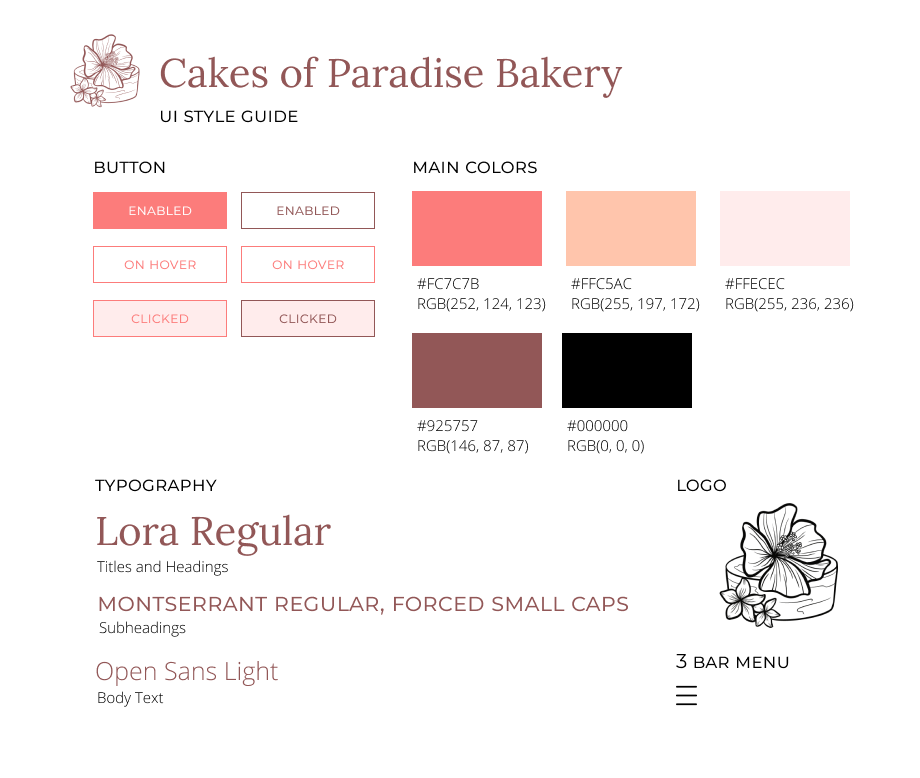 Cakes of Paradise Bakery
UI STYLE GUIDE
BUTTON
ENABLED
ENABLED
ON HOVER
ON HOVER
CLICKED
CLICKED
MAIN COLORS
#FC7C7B
RGB(252, 124, 123)
#FFC5AC
RGB(255, 197, 172)
#FFECEC
RGB(255, 236, 236)
#925757
RGB(146, 87, 87)
#000000
RGB(0, 0, 0)
TYPOGRAPHY
Lora Regular
Titles and Headings
MONTSERRANT REGULAR, FORCED SMALL CAPS
Subheadings
Open Sans Light
Body Text
LOGO
3 BAR MENU